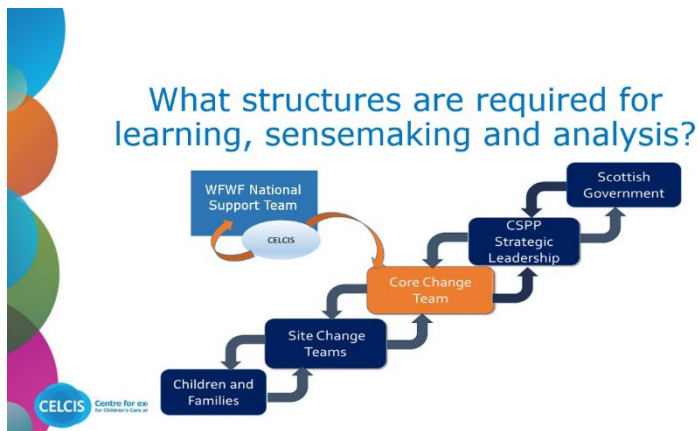 What structures are required for
learning, sensemaking and analysis?
WFWF National
Support Team
CELCIS
Scottish
Government
CSPP
Strategic
Leadership
Core Change
Team
Site Change
Teams
Children and
Families
CELCIS
Centre for
for Children's Care